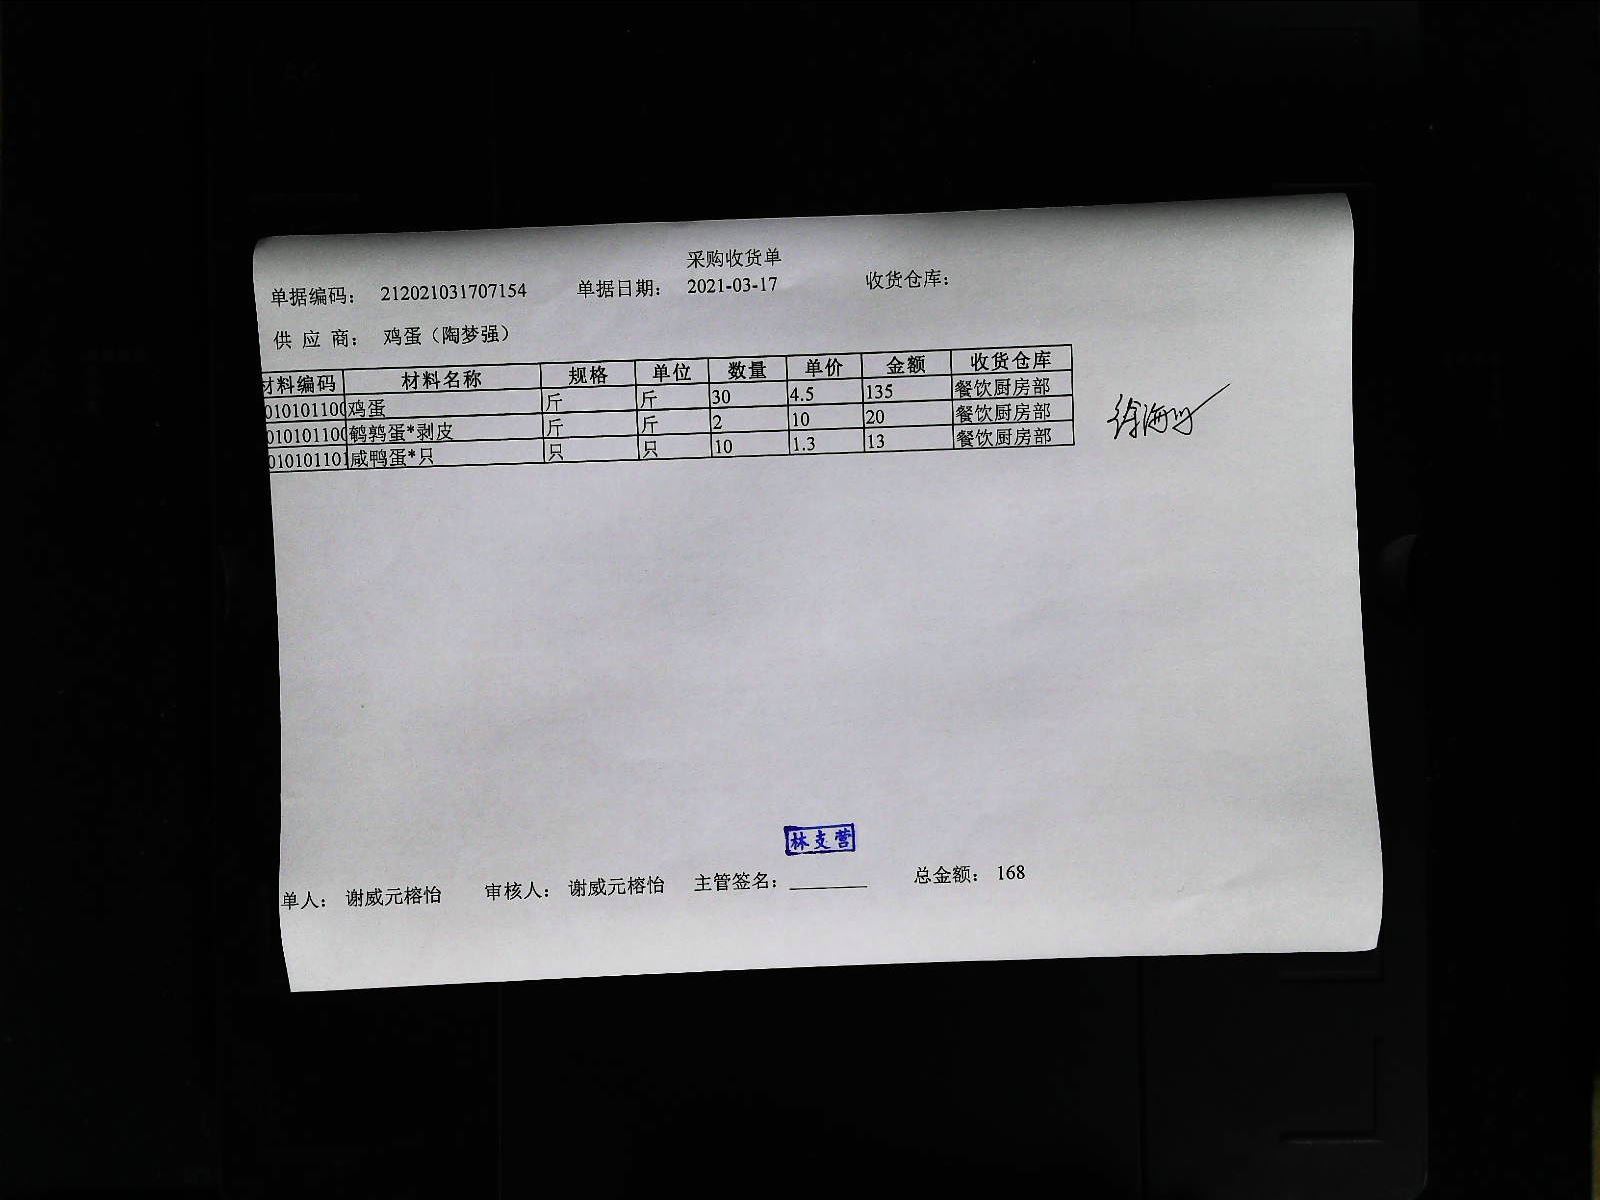 采购收货单
单据编码： 212021031707154 单据日期： 2021-03-17 收货仓库：
供 应 商： 鸡蛋（陶梦强）
材料编码 材料名称 规格 单位 数量 单价 金额 收货仓库
010101100 鸡蛋 斤 斤 30 4.5 135 餐饮厨房部
010101100 鹌鹑蛋*剥皮 斤 斤 2 10 20 餐饮厨房部
010101101 咸鸭蛋*只 只 只 10 1.3 13 餐饮厨房部
林支营
单人： 谢威元榕怡 审核人： 谢威元榕怡 主管签名： 总金额： 168